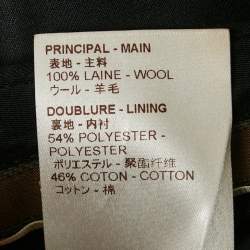 PRINCIPAL - MAIN
表地 - 主料
100% LAINE - WOOL
ウール - 羊毛
DOUBLURE - LINING
裏地 - 内衬
54% POLYESTER -
POLYESTER
ポリエステル - 聚酯纤维
46% COTON - COTTON
コットン - 棉